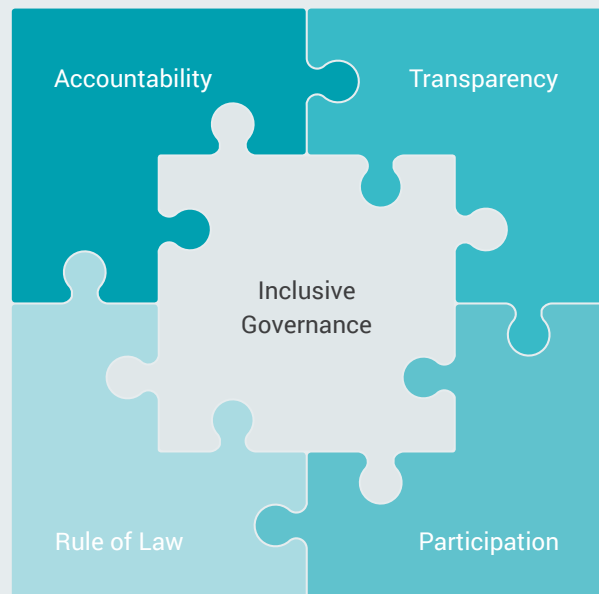 Accountability
Transparency
Inclusive
Governance
Rule of Law
Participation